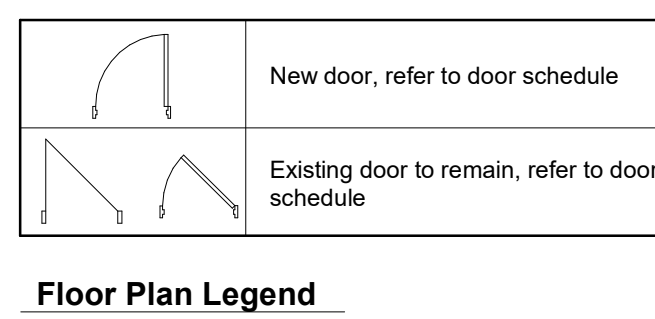 New door, refer to door schedule
Existing door to remain, refer to door
schedule
Floor Plan Legend